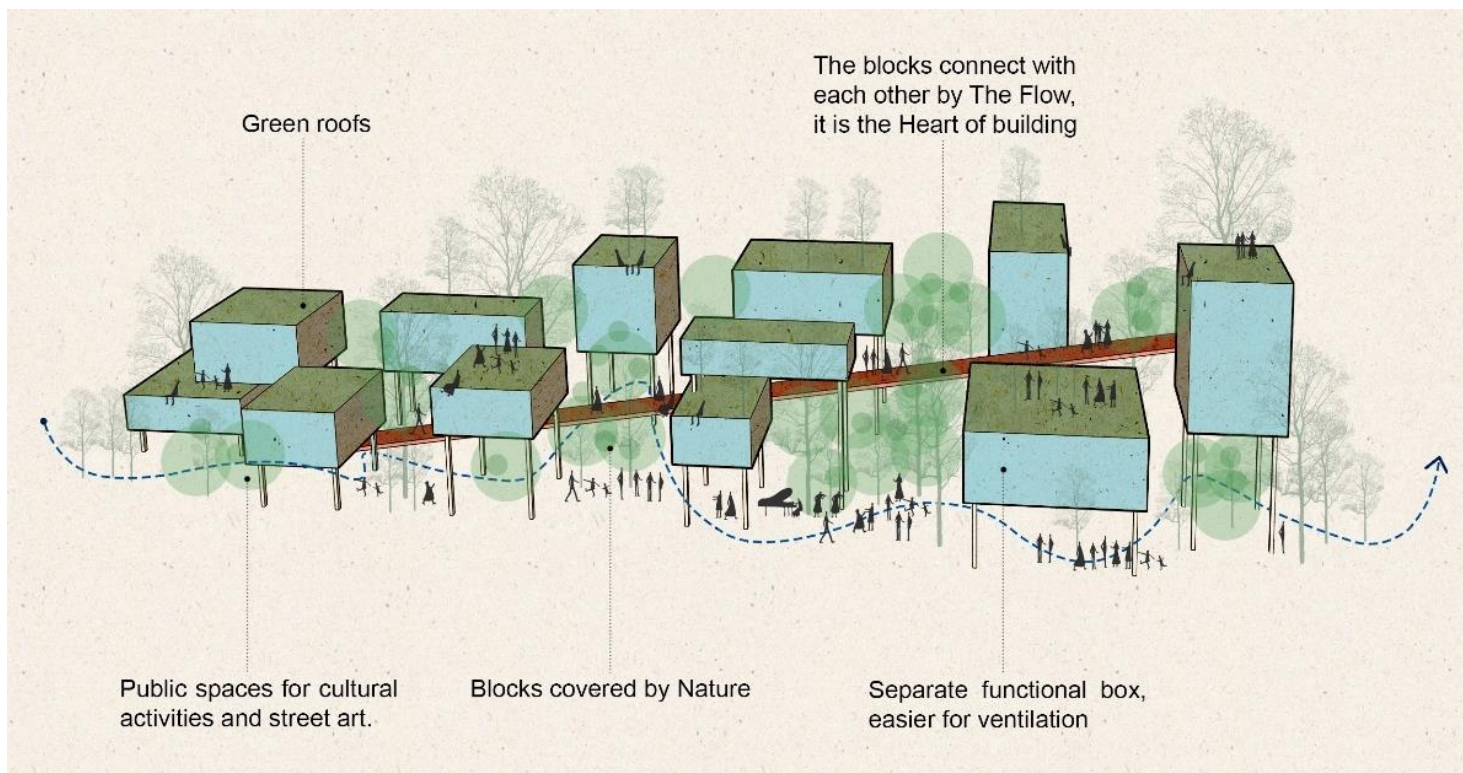 The blocks connect with
each other by The Flow,
it is the Heart of building
Green roofs
Public spaces for cultural
activities and street art.
Blocks covered by Nature
Separate functional box,
easier for ventilation